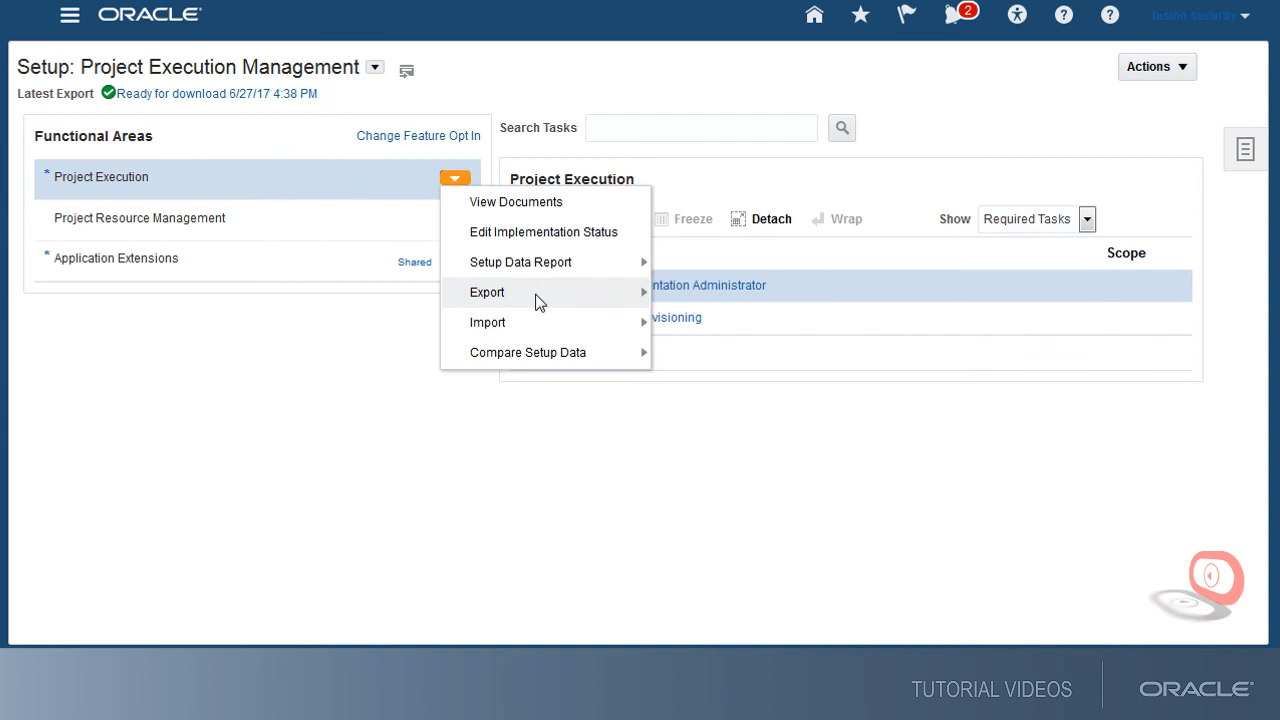 ORACLE
2
fusion security
Setup: Project Execution Management
Actions
Latest Export Ready for download 6/27/17 4:38 PM
Functional Areas
Change Feature Opt In
Search Tasks
* Project Execution
Project Resource Management
* Application Extensions
Shared
View Documents
Edit Implementation Status
Setup Data Report
Export
Import
Compare Setup Data
Project Execution
Freeze
Detach
Wrap
Show Required Tasks
Scope
ntation Administrator
visioning
TUTORIAL VIDEOS
ORACLE